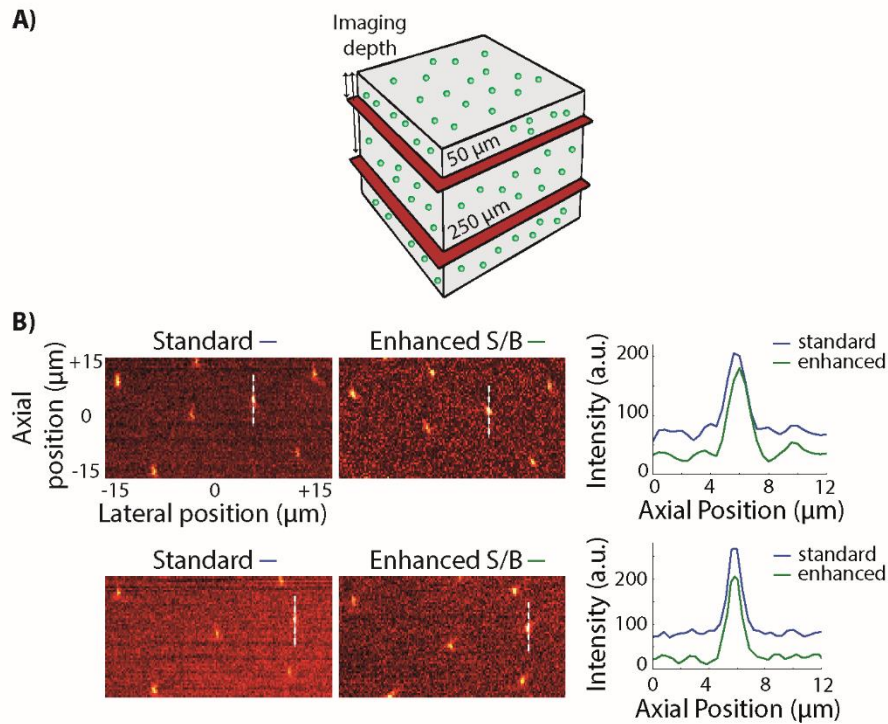 A)
Imaging
depth
50 μm
250 μm
B)
Standard
Enhanced S/B
Axial
position (μm)
+15
0
-15
-15 0 +15
Lateral position (μm)
Intensity (a.u.)
200
100
0
standard
enhanced
0 4 8 12
Axial Position (μm)
Standard
Enhanced S/B
Intensity (a.u.)
200
100
0
standard
enhanced
0 2 4 6 8 12
Axial Position (μm)